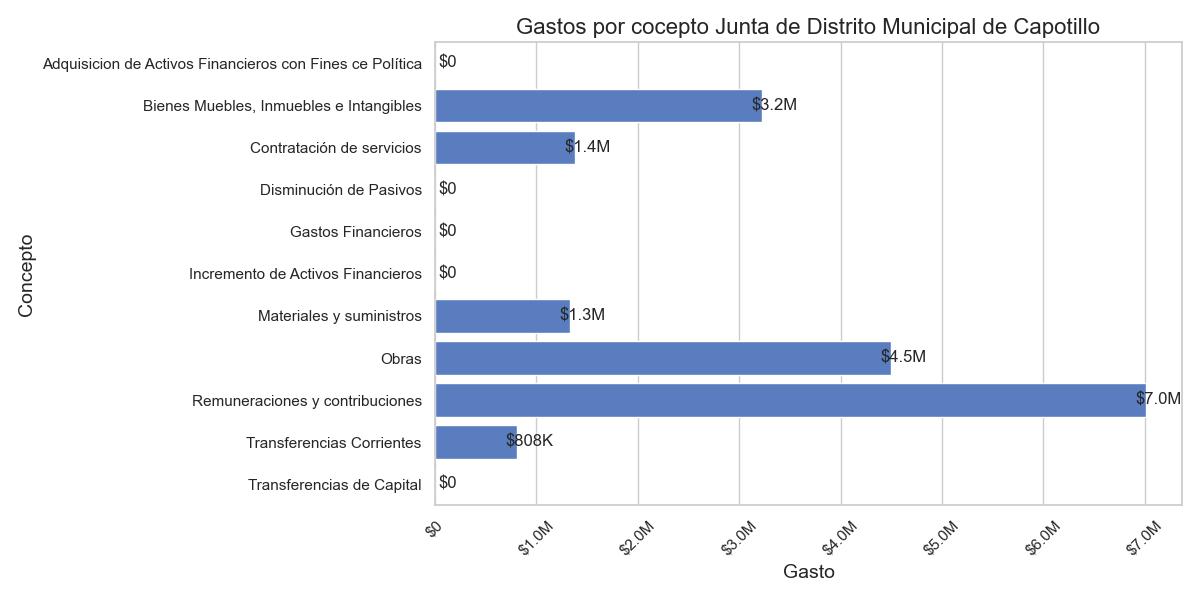 Gastos por cocepto Junta de Distrito Municipal de Capotillo
Adquisicion de Activos Financieros con Fines ce Política $0
Bienes Muebles, Inmuebles e Intangibles $3.2M
Contratación de servicios $1.4M
Disminución de Pasivos $0
Gastos Financieros $0
Incremento de Activos Financieros $0
Materiales y suministros $1.3M
Obras $4.5M
Remuneraciones y contribuciones $7.0M
Transferencias Corrientes $808K
Transferencias de Capital $0
Concepto
$0 $1.0M $2.0M $3.0M $4.0M $5.0M $6.0M $7.0M
Gasto